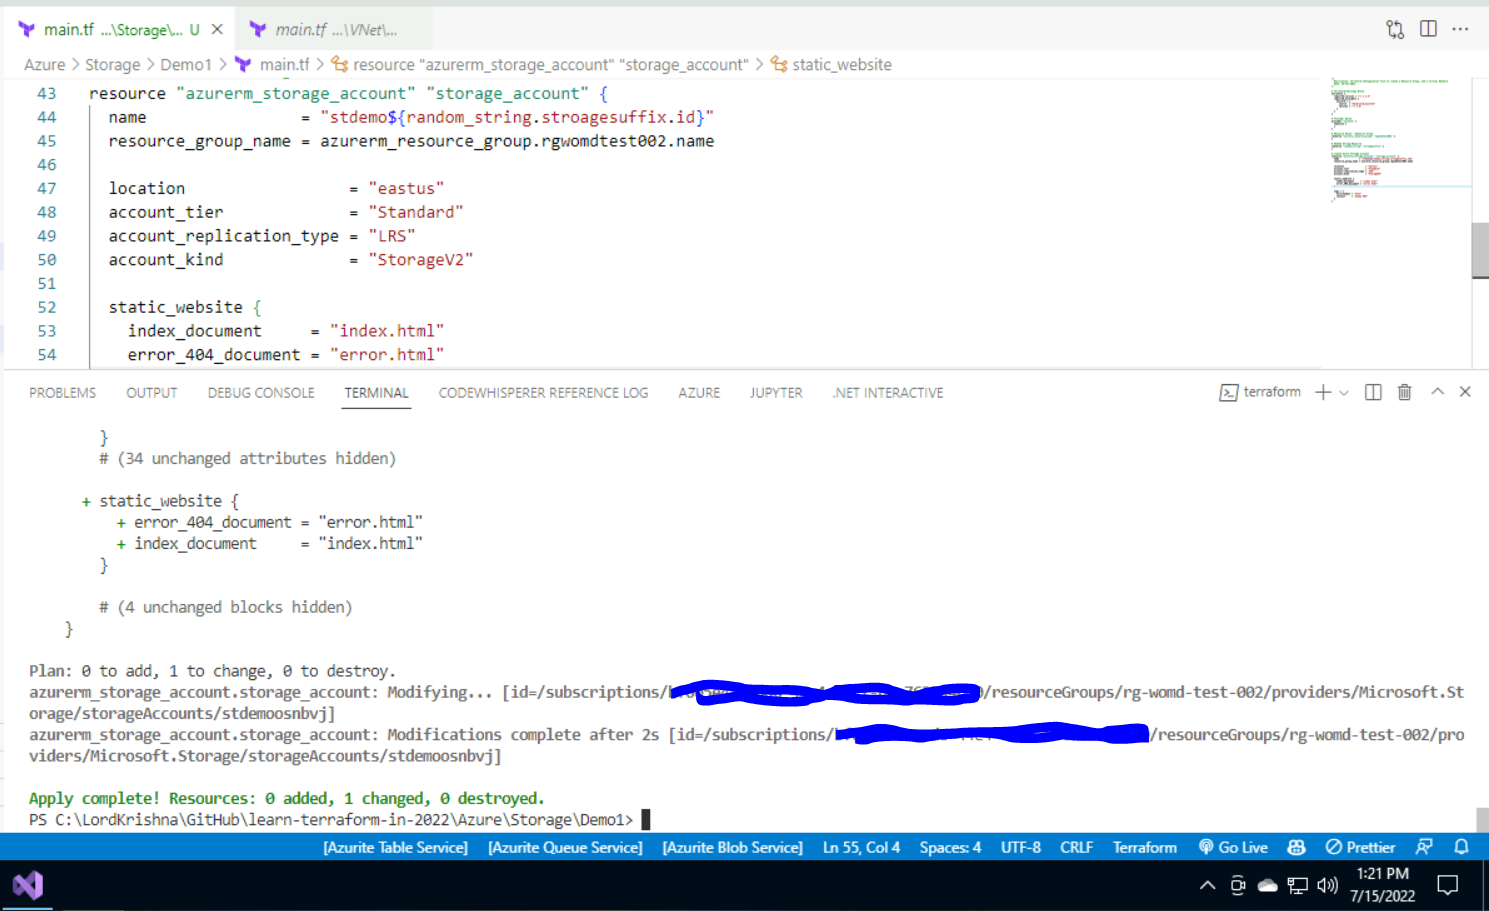 main.tf ...\Storage\... U
main.tf ...\VNet\...
Azure > Storage > Demo1 > main.tf > resource "azurerm_storage_account" "storage_account" > static_website
43 resource "azurerm_storage_account" "storage_account" {
44 name = "stdemo${random_string.stroagesuffix.id}"
45 resource_group_name = azurerm_resource_group.rgwomdtest002.name
46
47 location = "eastus"
48 account_tier = "Standard"
49 account_replication_type = "LRS"
50 account_kind = "StorageV2"
51
52 static_website {
53 index_document = "index.html"
54 error_404_document = "error.html"
PROBLEMS OUTPUT DEBUG CONSOLE TERMINAL CODEWHISPERER REFERENCE LOG AZURE JUPYTER .NET INTERACTIVE terraform
}
# (34 unchanged attributes hidden)
+ static_website {
+ error_404_document = "error.html"
+ index_document = "index.html"
}
# (4 unchanged blocks hidden)
}
Plan: 0 to add, 1 to change, 0 to destroy.
azurerm_storage_account.storage_account: Modifying... [id=/subscriptions/ /resourceGroups/rg-womd-test-002/providers/Microsoft.St
orage/storageAccounts/stdemoosnbvj]
azurerm_storage_account.storage_account: Modifications complete after 2s [id=/subscriptions/ /resourceGroups/rg-womd-test-002/pro
viders/Microsoft.Storage/storageAccounts/stdemoosnbvj]
Apply complete! Resources: 0 added, 1 changed, 0 destroyed.
PS C:\LordKrishna\GitHub\learn-terraform-in-2022\Azure\Storage\Demo1>
[Azurite Table Service] [Azurite Queue Service] [Azurite Blob Service] Ln 55, Col 4 Spaces: 4 UTF-8 CRLF Terraform Go Live Prettier
1:21 PM
7/15/2022